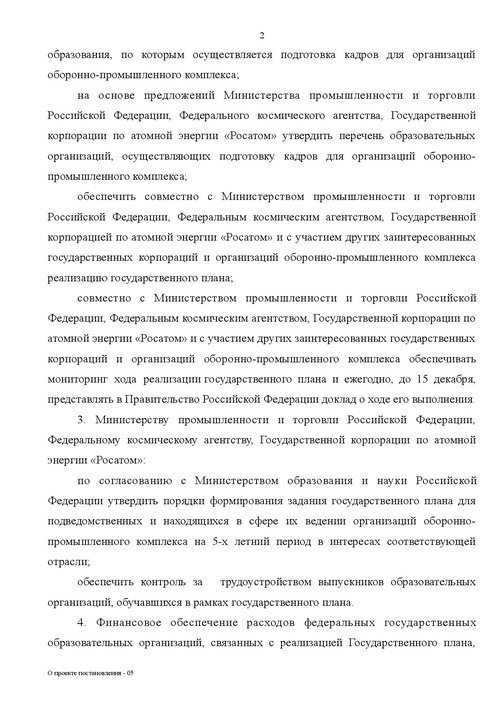 2
образования, по которым осуществляется подготовка кадров для организаций
оборонно-промышленного комплекса;
на основе предложений Министерства промышленности и торговли
Российской Федерации, Федерального космического агентства, Государственной
корпорации по атомной энергии «Росатом» утвердить перечень образовательных
организаций, осуществляющих подготовку кадров для организаций оборонно-
промышленного комплекса;
обеспечить совместно с Министерством промышленности и торговли
Российской Федерации, Федеральным космическим агентством, Государственной
корпорацией по атомной энергии «Росатом» и с участием других заинтересованных
государственных корпораций и организаций оборонно-промышленного комплекса
реализацию государственного плана;
совместно с Министерством промышленности и торговли Российской
Федерации, Федеральным космическим агентством, Государственной корпорации по
атомной энергии «Росатом» и с участием других заинтересованных государственных
корпораций и организаций оборонно-промышленного комплекса обеспечивать
мониторинг хода реализации государственного плана и ежегодно, до 15 декабря,
представлять в Правительство Российской Федерации доклад о ходе его выполнения.
3. Министерству промышленности и торговли Российской Федерации,
Федеральному космическому агентству, Государственной корпорации по атомной
энергии «Росатом»:
по согласованию с Министерством образования и науки Российской
Федерации утвердить порядки формирования задания государственного плана для
подведомственных и находящихся в сфере их ведении организаций оборонно-
промышленного комплекса на 5-х летний период в интересах соответствующей
отрасли;
обеспечить контроль за трудоустройством выпускников образовательных
организаций, обучавшихся в рамках государственного плана.
4. Финансовое обеспечение расходов федеральных государственных
образовательных организаций, связанных с реализацией Государственного плана,
О проекте постановления - 05